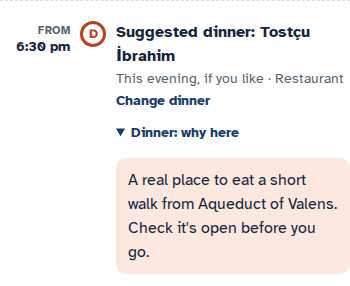 FROM
6:30 pm
D
Suggested dinner: Tostçu
İbrahim
This evening, if you like · Restaurant
Change dinner
▼ Dinner: why here
A real place to eat a short
walk from Aqueduct of Valens.
Check it's open before you
go.